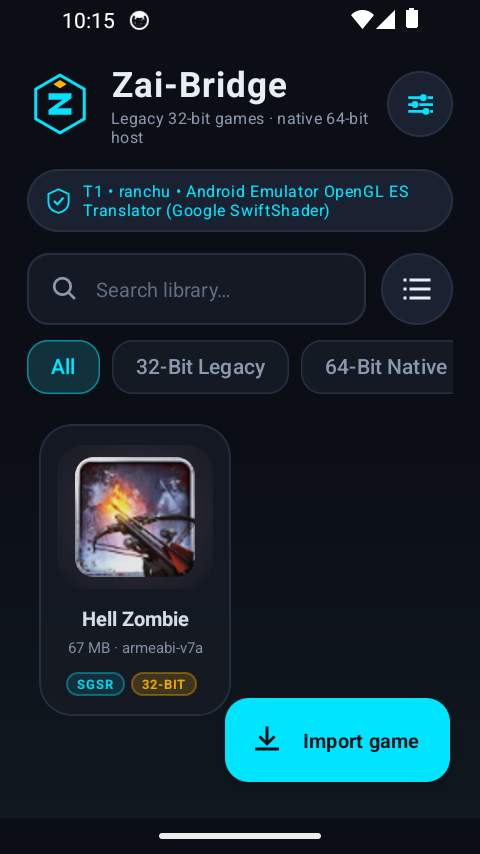 10:15
Zai-Bridge
Legacy 32-bit games · native 64-bit
host
T1 • ranchu • Android Emulator OpenGL ES
Translator (Google SwiftShader)
Search library…
All
32-Bit Legacy
64-Bit Native
Hell Zombie
67 MB · armeabi-v7a
SGSR
32-BIT
Import game